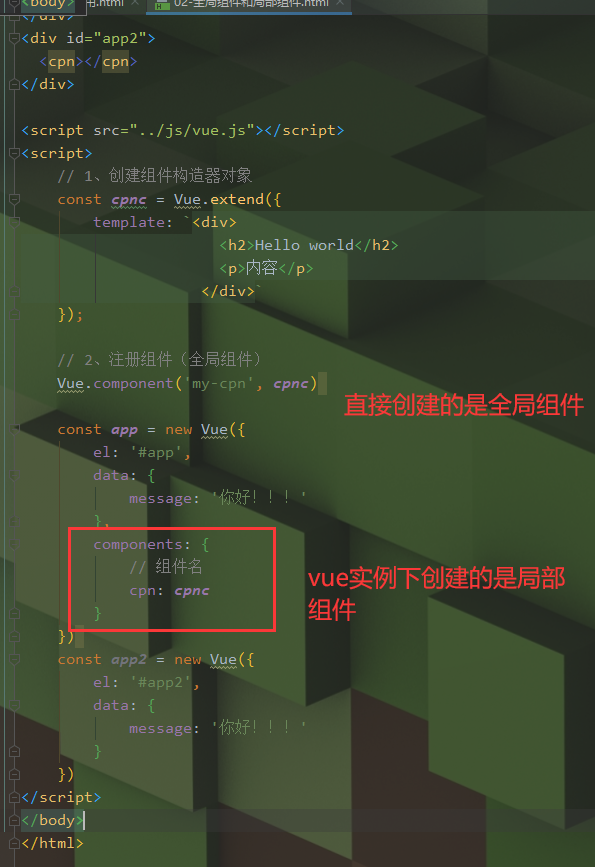 <body> 用.html × 02-全局组件和局部组件.html ×
</div>
<div id="app2">
<cpn></cpn>
</div>
<script src="../js/vue.js"></script>
<script>
// 1、创建组件构造器对象
const cpnc = Vue.extend({
template: `<div>
<h2>Hello world</h2>
<p>内容</p>
</div>`
});
// 2、注册组件（全局组件）
Vue.component('my-cpn', cpnc)
直接创建的是全局组件
const app = new Vue({
el: '#app',
data: {
message: '你好！！！'
},
components: {
// 组件名
cpn: cpnc
}
vue实例下创建的是局部
组件
})
const app2 = new Vue({
el: '#app2',
data: {
message: '你好！！！'
}
})
</script>
</body>
</html>